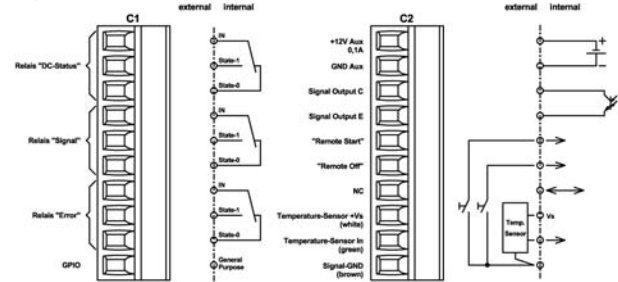 external internal
C1
Relais "DC-Status"
Relais "Signal"
Relais "Error"
GPIO
IN
State-1
State-0
IN
State-1
State-0
IN
State-1
State-0
General
Purpose
external internal
C2
+12V Aux
0,1A
GND Aux
Signal Output C
Signal Output E
"Remote Start"
"Remote Off"
NC
Temperature-Sensor +Vs
(white)
Temperature-Sensor In
(green)
Signal-GND
(brown)
+
−
Vs
Temp.
Sensor